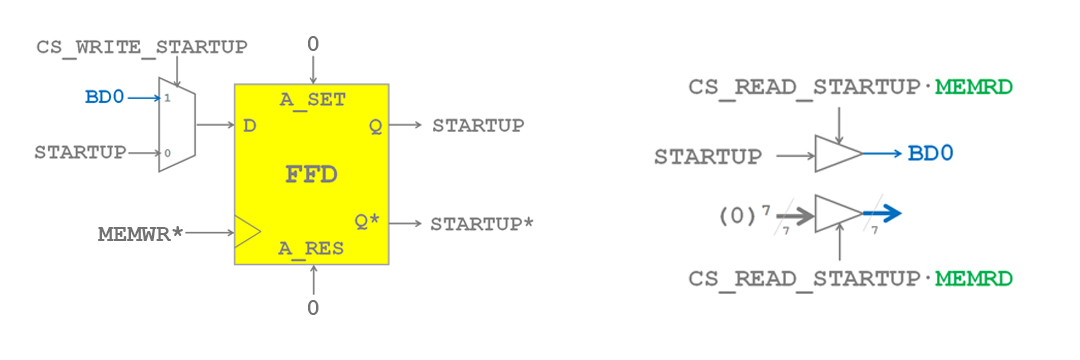 CS_WRITE_STARTUP
0
BD0
1
A_SET
D
Q
STARTUP
STARTUP
0
FFD
MEMWR*
Q*
STARTUP*
A_RES
0
CS_READ_STARTUP·MEMRD
STARTUP
BD0
(0)⁷
7
7
CS_READ_STARTUP·MEMRD